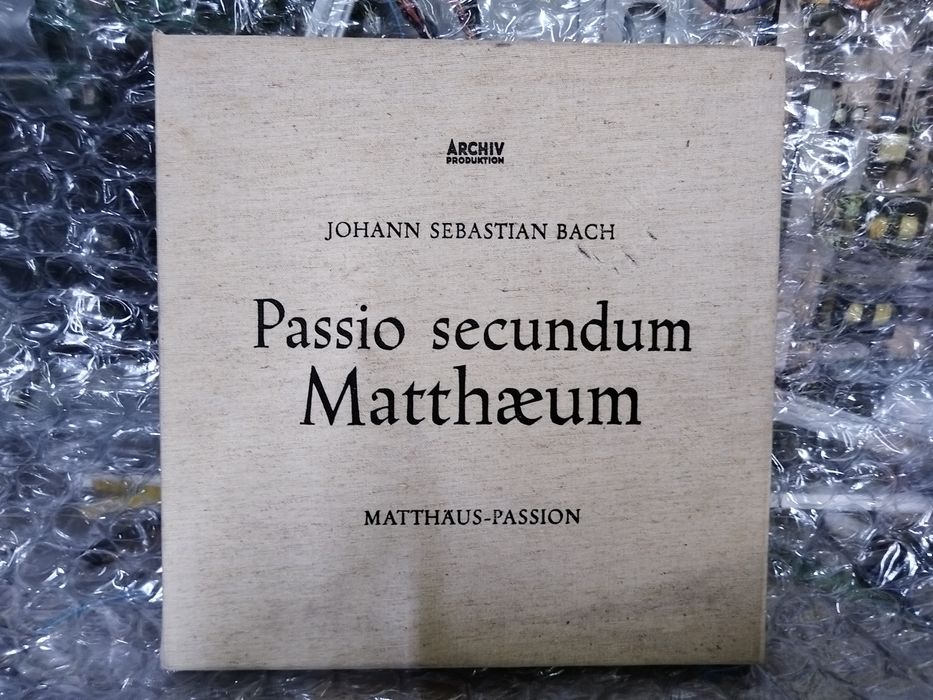 ARCHIV
PRODUKTION
JOHANN SEBASTIAN BACH
Passio secundum
Matthæum
MATTHÄUS-PASSION